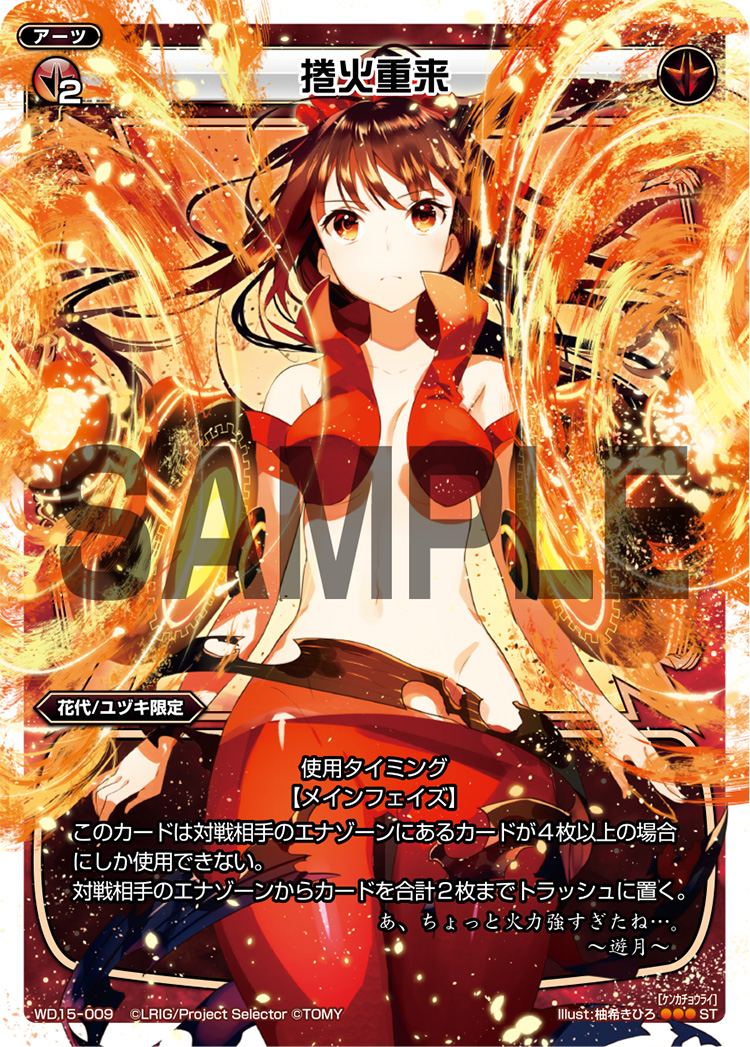 アーツ
2
捲火重来
SAMPLE
花代/ユヅキ限定
使用タイミング
【メインフェイズ】
このカードは対戦相手のエナゾーンにあるカードが4枚以上の場合
にしか使用できない。
対戦相手のエナゾーンからカードを合計2枚までトラッシュに置く。
あ、ちょっと火力強すぎたね…。
〜遊月〜
[ケンカチョウライ]
WD15-009 ©LRIG/Project Selector ©TOMY Illust:柚希きひろ ST